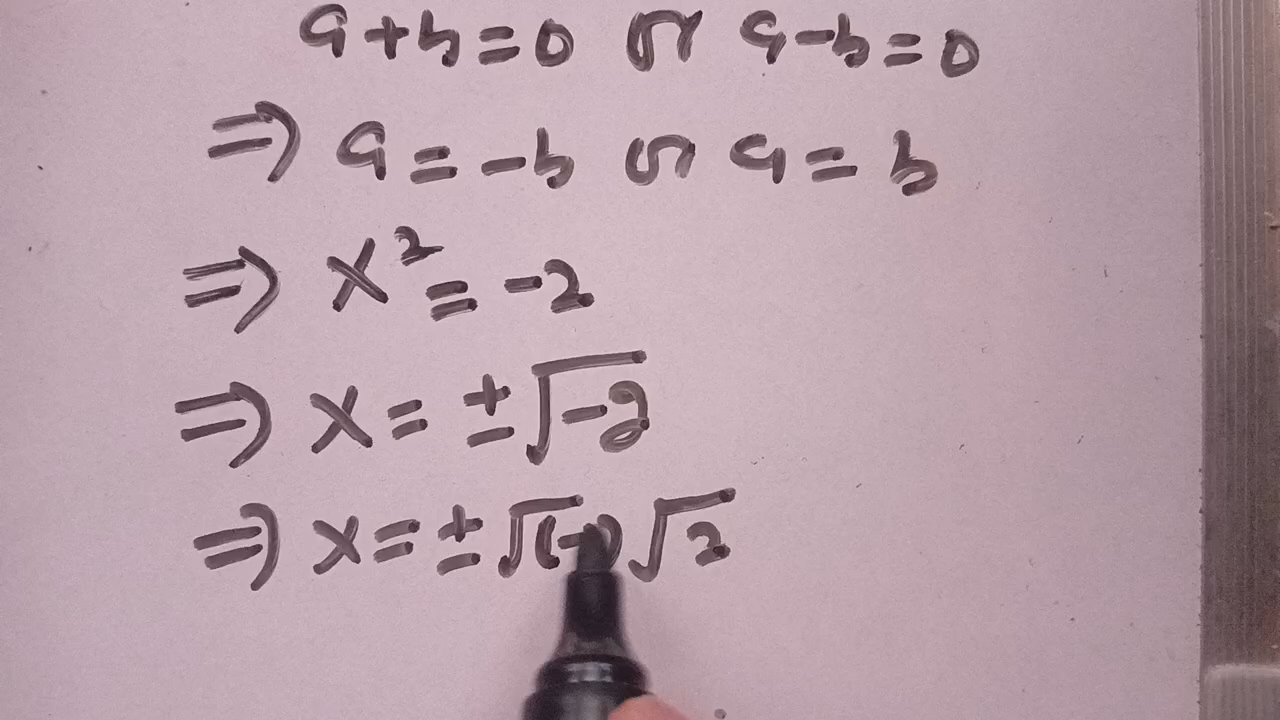 a+b=0 or a-b=0
⇒ a=-b or a=b
⇒ x²=-2
⇒ x=±√-2
⇒ x=±√(-1)√2